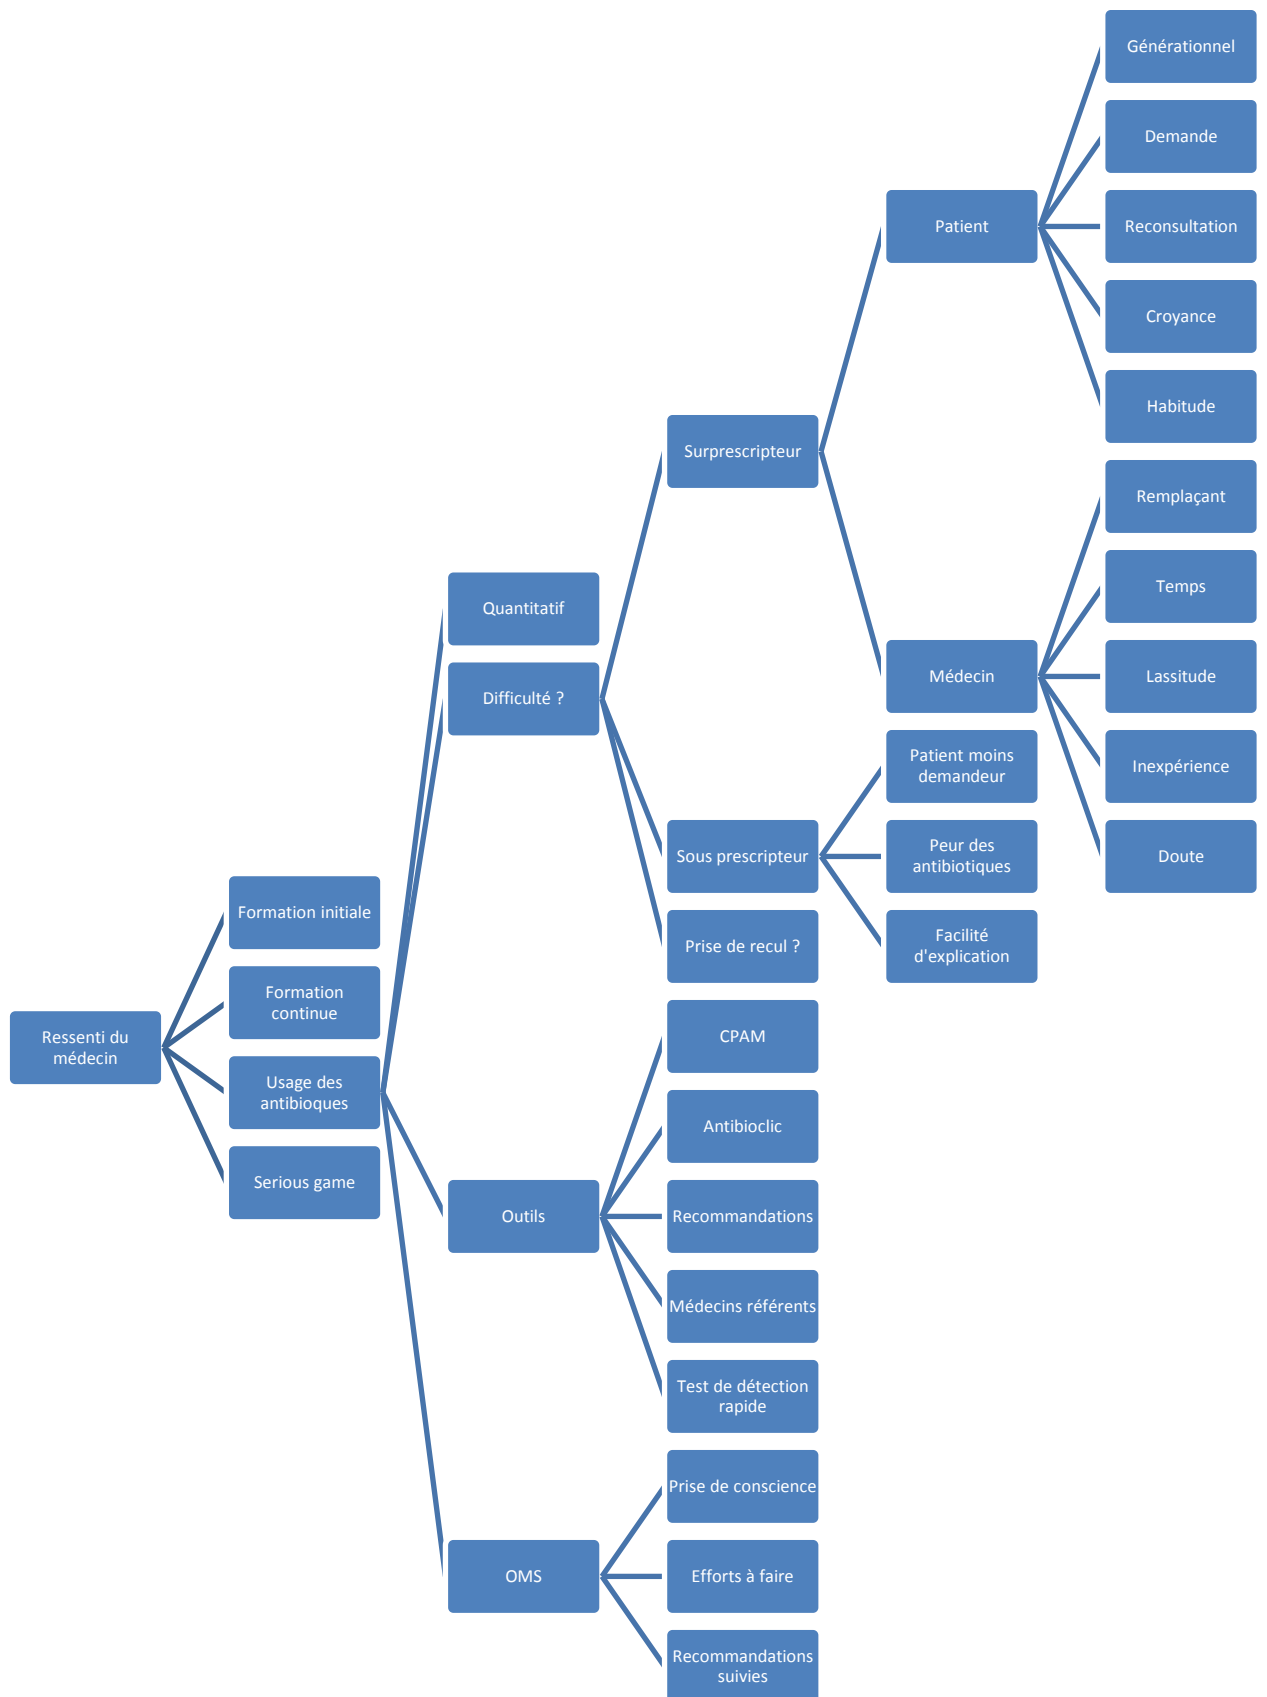 Ressenti du
médecin
Formation initiale
Formation
continue
Usage des
antibioques
Serious game
Quantitatif
Difficulté ?
Outils
OMS
Surprescripteur
Sous prescripteur
Prise de recul ?
CPAM
Antibioclic
Recommandations
Médecins référents
Test de détection
rapide
Prise de conscience
Efforts à faire
Recommandations
suivies
Patient
Médecin
Patient moins
demandeur
Peur des
antibiotiques
Facilité
d'explication
Générationnel
Demande
Reconsultation
Croyance
Habitude
Remplaçant
Temps
Lassitude
Inexpérience
Doute